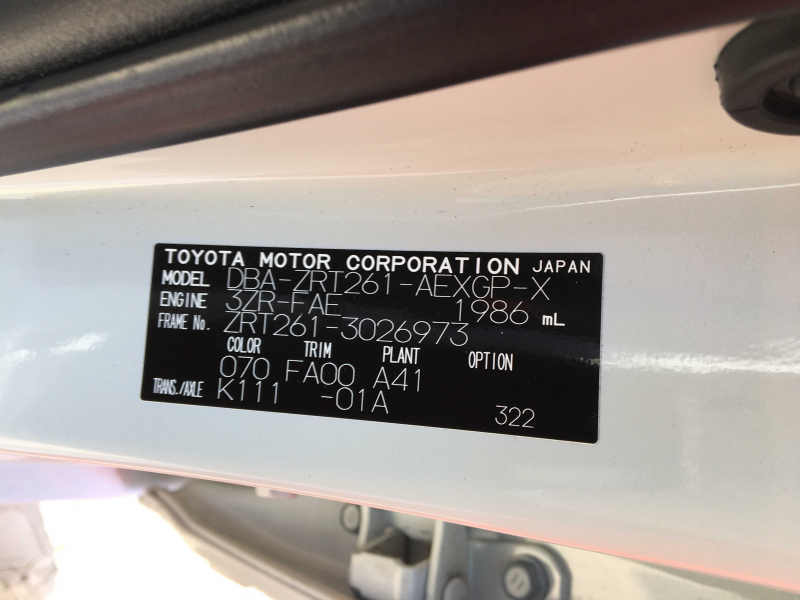 TOYOTA MOTOR CORPORATION JAPAN
MODEL DBA-ZRT261-AEXGP-X
ENGINE 3ZR-FAE 1986 mL
FRAME No. ZRT261-3026973
COLOR TRIM PLANT OPTION
070 FA00 A41
TRANS./AXLE K111 -01A
322